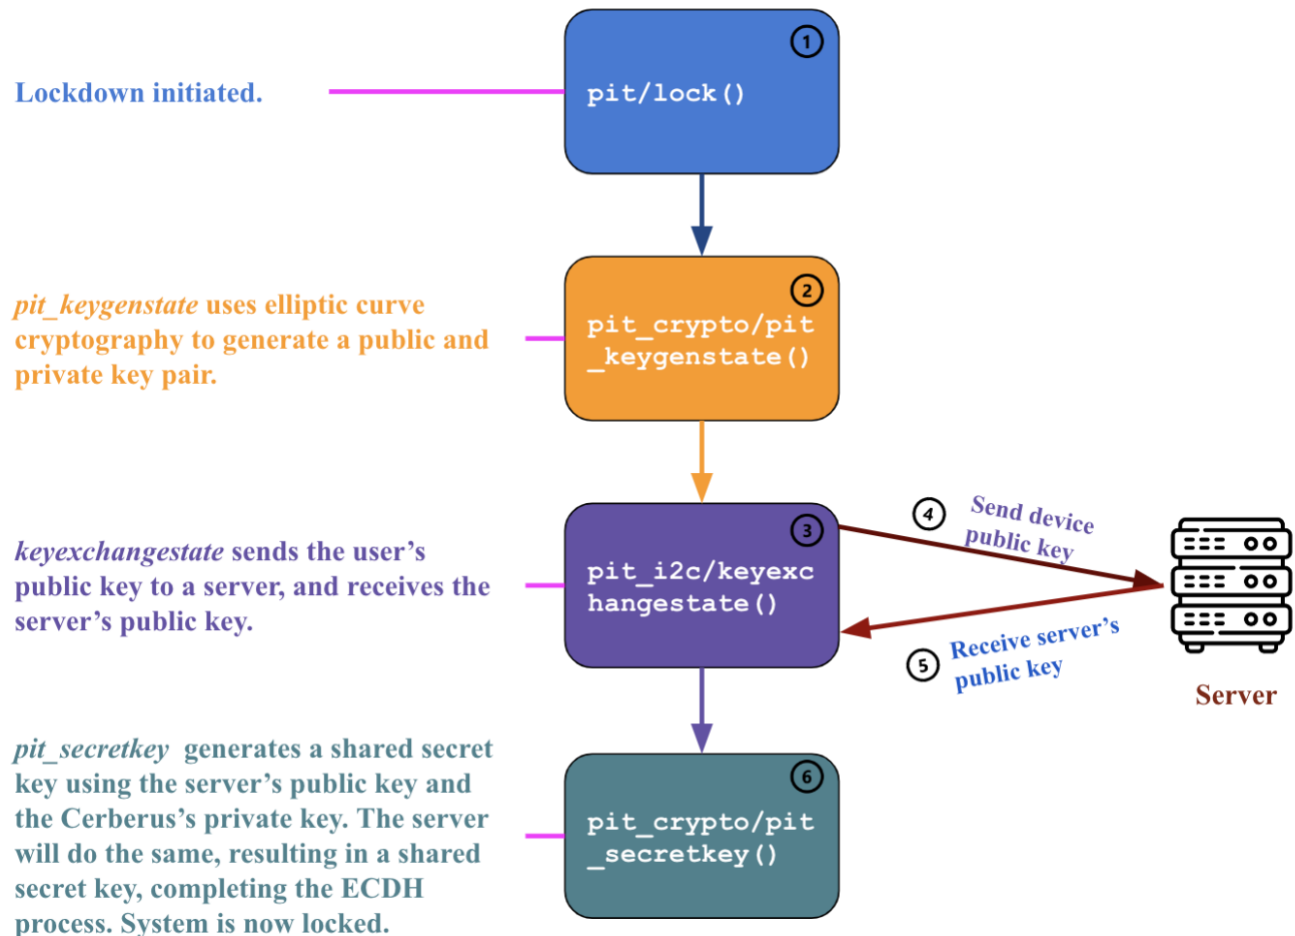 1
Lockdown initiated.
pit/lock()
2
pit_keygenstate uses elliptic curve
cryptography to generate a public and
private key pair.
pit_crypto/pit
_keygenstate()
3
keyexchangestate sends the user’s
public key to a server, and receives the
server’s public key.
pit_i2c/keyexc
hangestate()
4
Send device
public key
5
Receive server’s
public key
Server
6
pit_secretkey generates a shared secret
key using the server’s public key and
the Cerberus’s private key. The server
will do the same, resulting in a shared
secret key, completing the ECDH
process. System is now locked.
pit_crypto/pit
_secretkey()